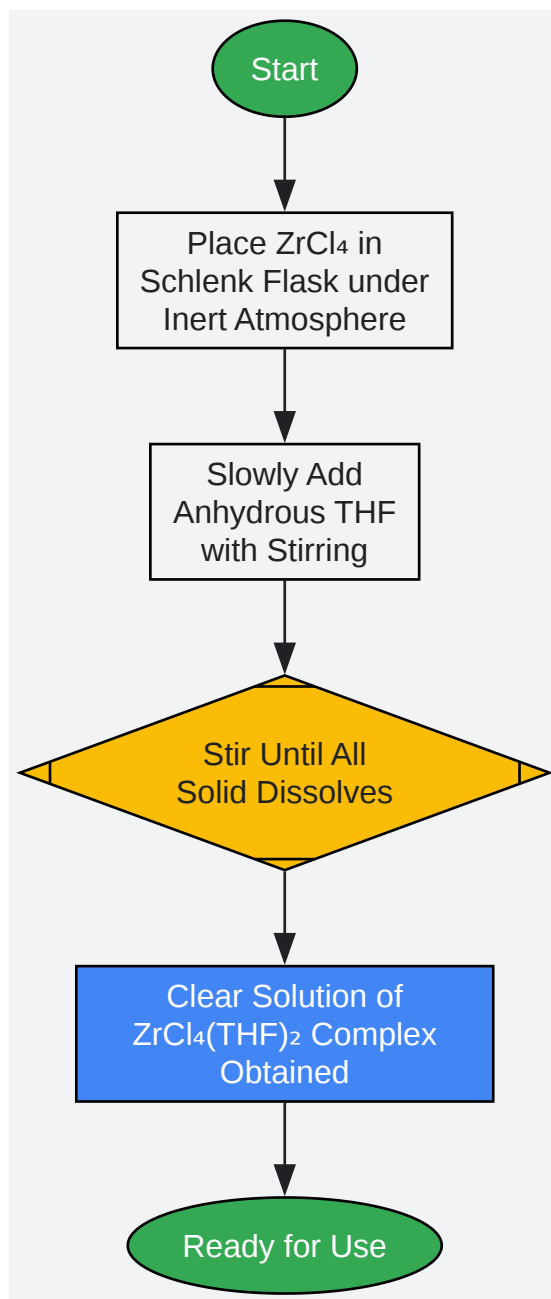 Start
Place ZrCl₄ in
Schlenk Flask under
Inert Atmosphere
Slowly Add
Anhydrous THF
with Stirring
Stir Until All
Solid Dissolves
Clear Solution of
ZrCl₄(THF)₂ Complex
Obtained
Ready for Use